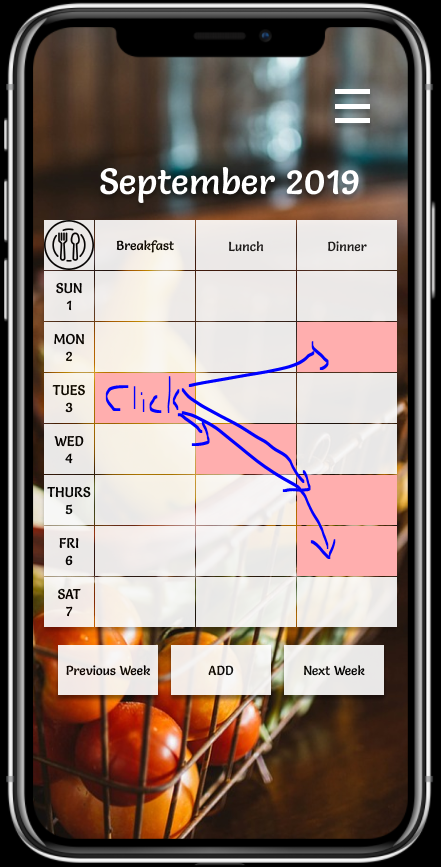 September 2019
Breakfast Lunch Dinner
SUN
1
MON
2
TUES
3
Click
WED
4
THURS
5
FRI
6
SAT
7
Previous Week ADD Next Week